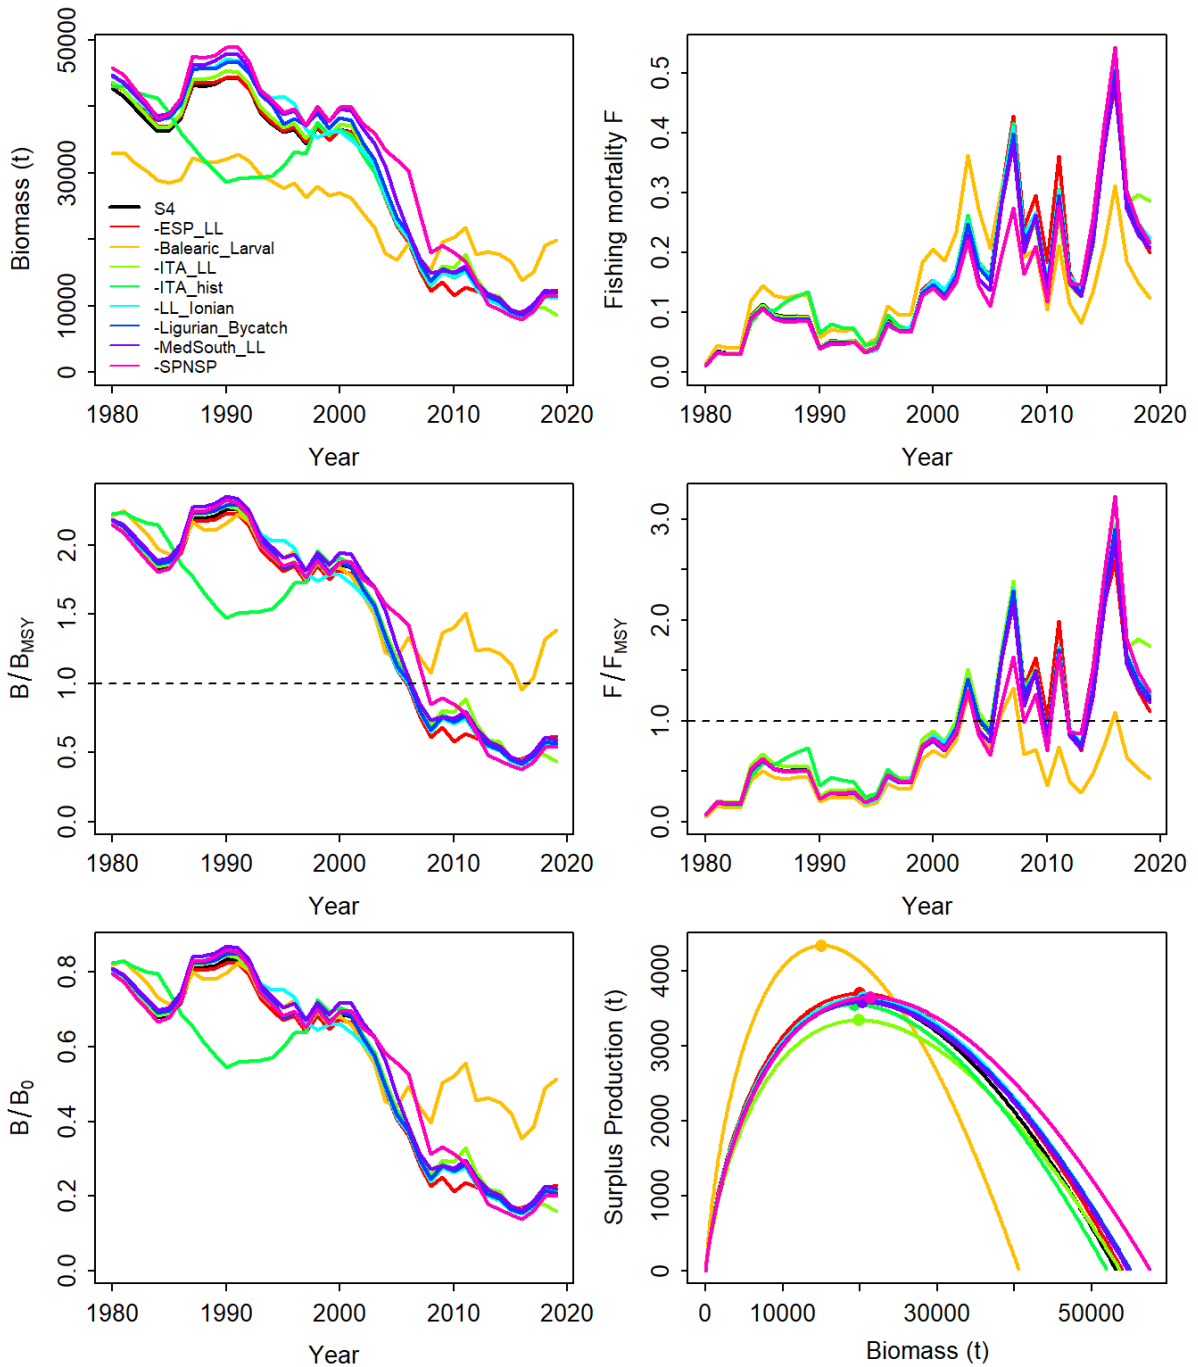 Biomass (t)
50000
30000
10000
0
S4
-ESP_LL
-Balearic_Larval
-ITA_LL
-ITA_hist
-LL_Ionian
-Ligurian_Bycatch
-MedSouth_LL
-SPNSP
1980 1990 2000 2010 2020
Year
Fishing mortality F
0.5
0.4
0.3
0.2
0.1
0.0
1980 1990 2000 2010 2020
Year
B/BMSY
2.0
1.5
1.0
0.5
0.0
1980 1990 2000 2010 2020
Year
F/FMSY
3.0
2.0
1.0
0.0
1980 1990 2000 2010 2020
Year
B/B0
0.8
0.6
0.4
0.2
0.0
1980 1990 2000 2010 2020
Year
Surplus Production (t)
4000
3000
2000
1000
0
0 10000 30000 50000
Biomass (t)